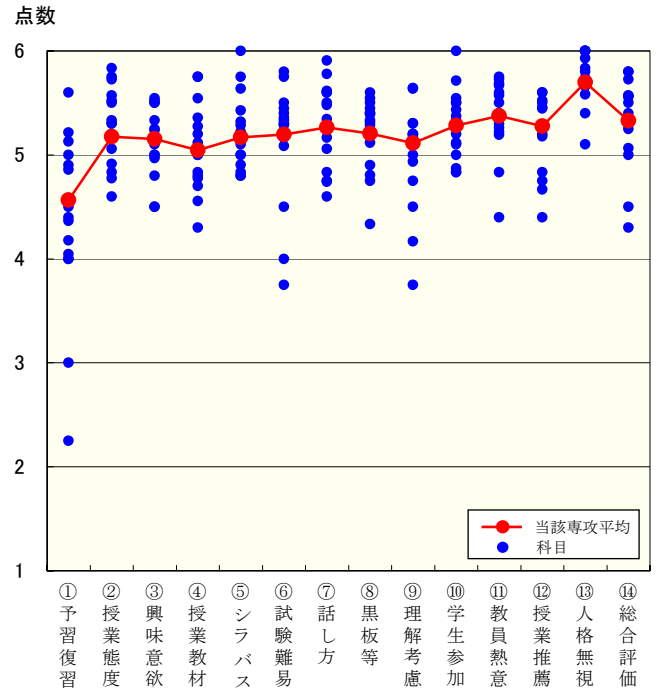 点数
6
5
4
3
2
1
当該専攻平均
科目
①予習復習
②授業態度
③興味意欲
④授業教材
⑤シラバス
⑥試験難易
⑦話し方
⑧黒板等
⑨理解考慮
⑩学生参加
⑪教員熱意
⑫授業推薦
⑬人格無視
⑭総合評価